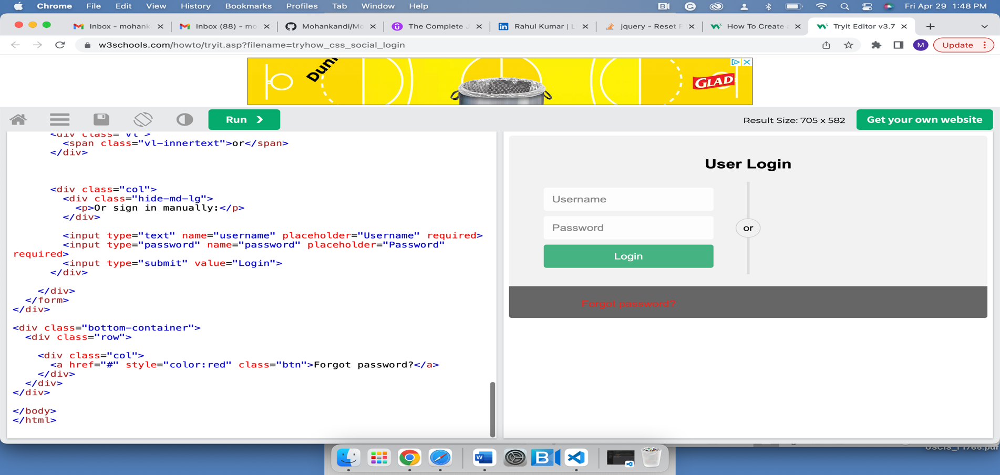 Chrome File Edit View History Bookmarks Profiles Tab Window Help Fri Apr 29 1:48 PM
Inbox - mohank Inbox (88) - mo Mohankandi/Mo The Complete J Rahul Kumar | L jquery - Reset P How To Create a Tryit Editor v3.7
w3schools.com/howto/tryit.asp?filename=tryhow_css_social_login M Update
Dun
GLAD
Run ❯ Result Size: 705 x 582 Get your own website
<div class="vl">
<span class="vl-innertext">or</span>
</div>
<div class="col">
<div class="hide-md-lg">
<p>Or sign in manually:</p>
</div>
<input type="text" name="username" placeholder="Username" required>
<input type="password" name="password" placeholder="Password"
required>
<input type="submit" value="Login">
</div>
</div>
</form>
</div>
<div class="bottom-container">
<div class="row">
<div class="col">
<a href="#" style="color:red" class="btn">Forgot password?</a>
</div>
</div>
</div>
</body>
</html>
User Login
Username
Password
or
Login
Forgot password?
USCIS_I1765.pdf